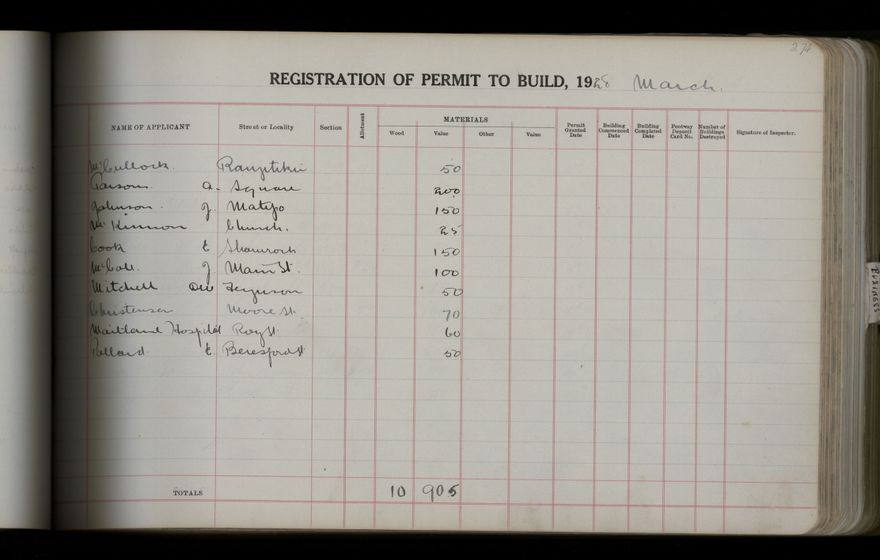 274
REGISTRATION OF PERMIT TO BUILD, 1928 March.
MATERIALS
NAME OF APPLICANT Street or Locality Section Allotment Wood Value Other Value Permit Granted Date Building Commenced Date Building Completed Date Footway Deposit Card No. Number of Buildings Destroyed Signature of Inspector.
McCullock. Rangitikei 50
Parsons. A. Square 200
Johnson. J. Matipo 150
McKinnon Church. 25
Cook E Shamrock 150
McColl. J Main St. 100
Mitchell Ferguson 50
Christensen Moore St. 70
Maitland Hospital Roy St. 60
Pollard. E Beresford St 50
TOTALS 10 905
BUILDINGS